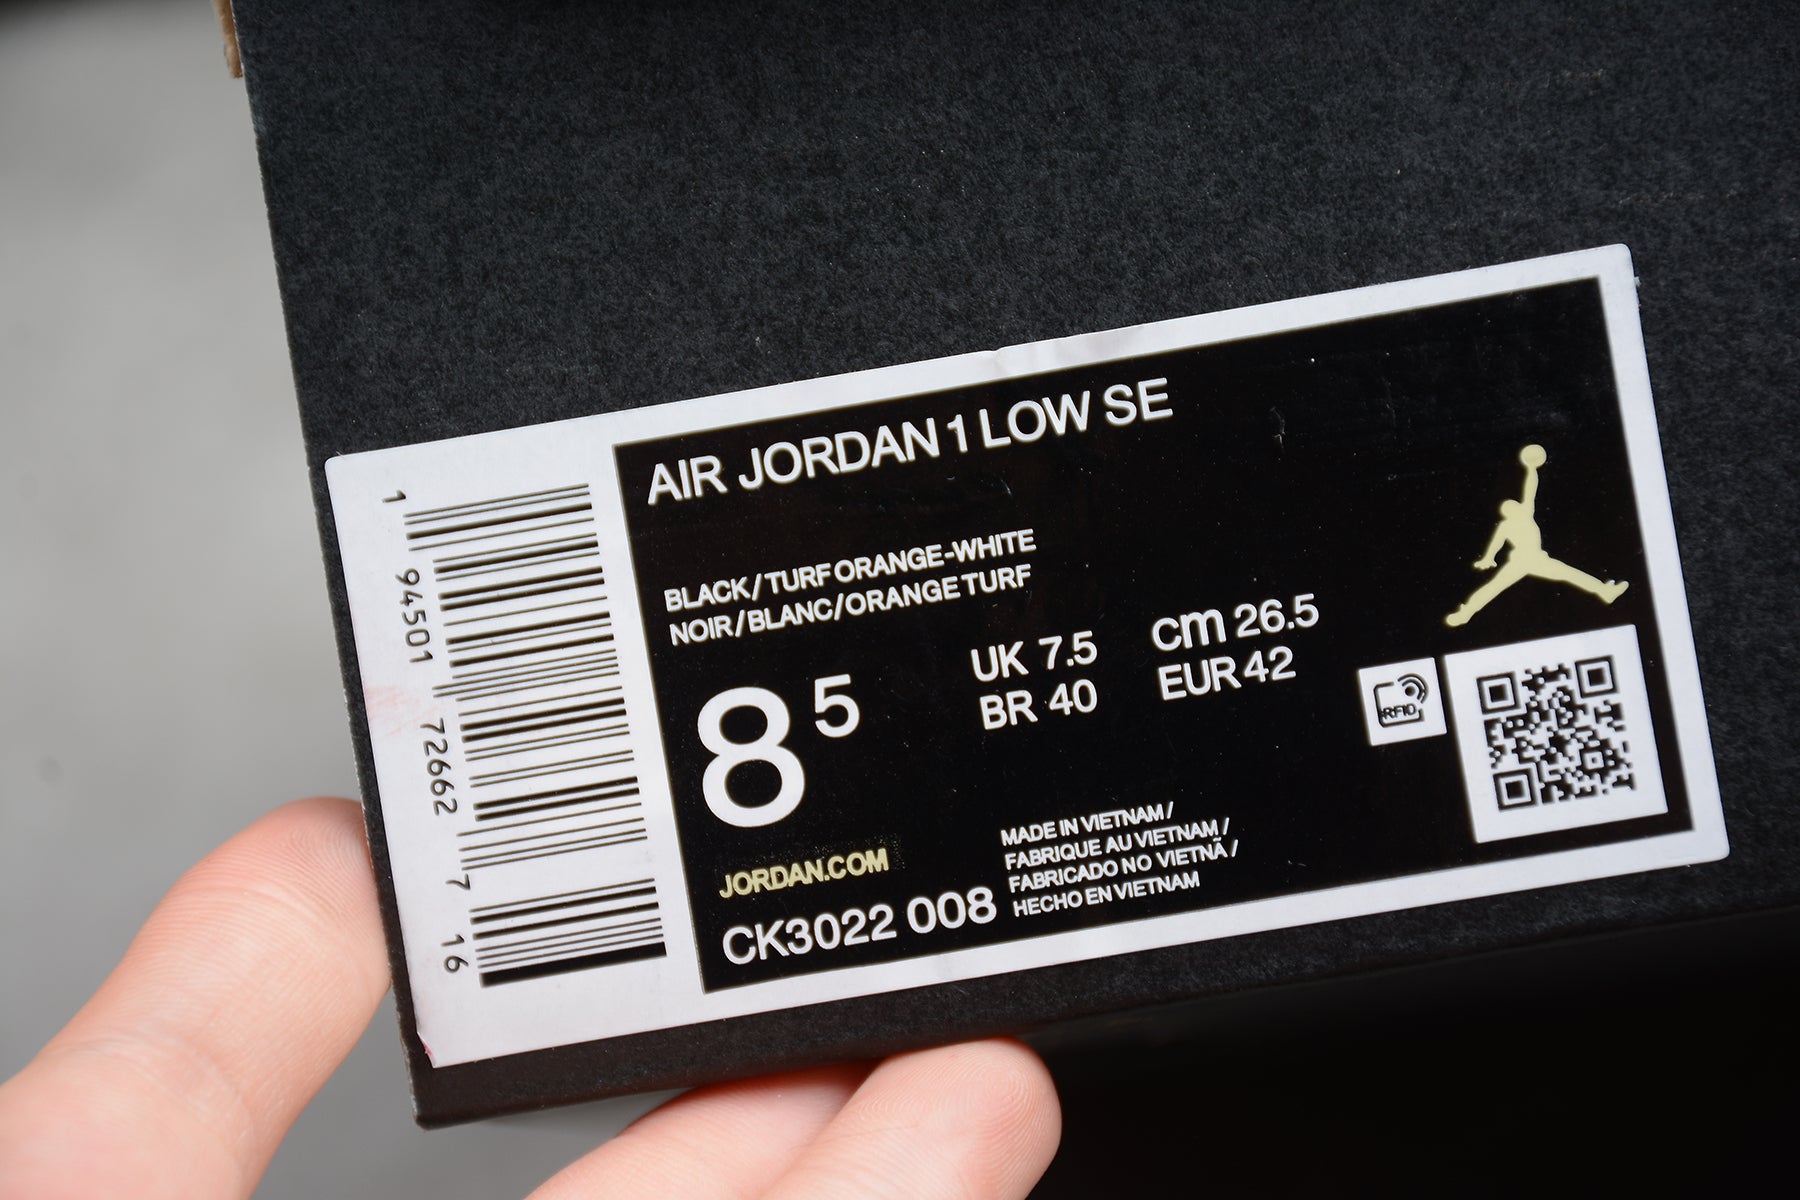 AIR JORDAN 1 LOW SE
BLACK/TURF ORANGE-WHITE
NOIR/BLANC/ORANGE TURF
8 5
UK 7.5
BR 40
cm 26.5
EUR 42
RFID
JORDAN.COM
CK3022 008
MADE IN VIETNAM /
FABRIQUE AU VIETNAM /
FABRICADO NO VIETNÃ /
HECHO EN VIETNAM
1 94501 72662 7 16